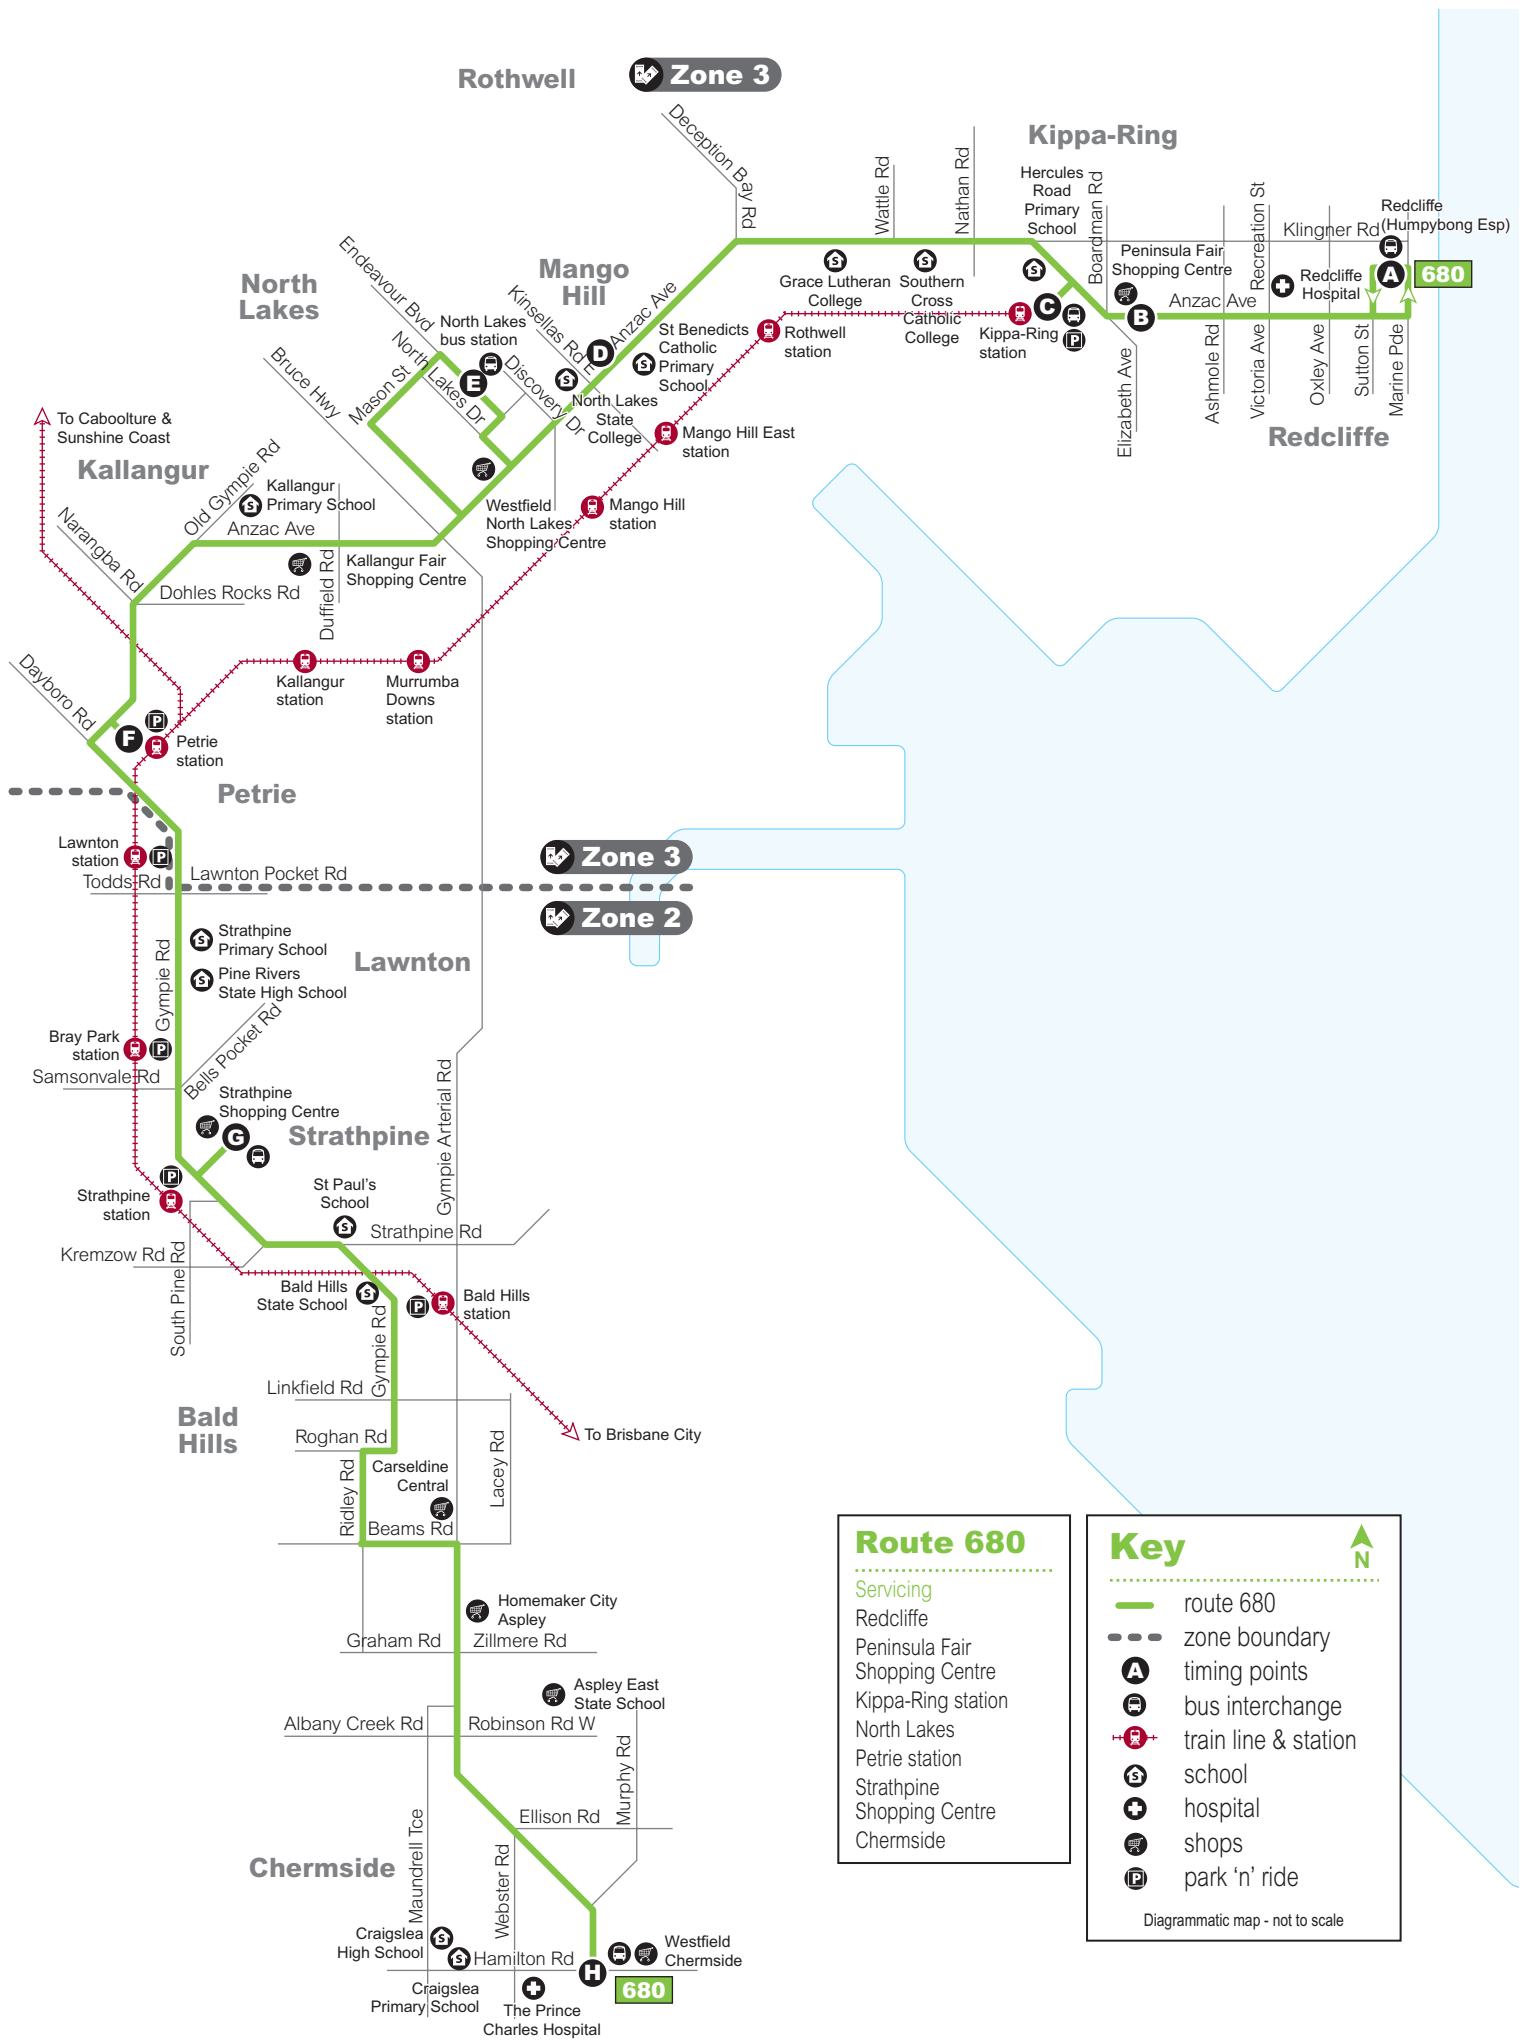 Rothwell
Zone 3
Deception Bay Rd
Wattle Rd
Nathan Rd
Kippa-Ring
Hercules
Road
Primary
School
Boardman Rd
Recreation St
Klingner Rd
Redcliffe
(Humpybong Esp)
Peninsula Fair
Shopping Centre
Redcliffe
Hospital
A
680
Anzac Ave
B
C
Kippa-Ring
station
Grace Lutheran
College
Southern
Cross
Catholic
College
Rothwell
station
Elizabeth Ave
Ashmole Rd
Victoria Ave
Oxley Ave
Sutton St
Marine Pde
Redcliffe
North
Lakes
Mango
Hill
Endeavour Bvd
North Lakes
bus station
Kinsellas Rd E
Anzac Ave
D
St Benedicts
Catholic
Primary
School
E
North Lakes Dr
Discovery Dr
Mason St
Bruce Hwy
North Lakes
State
College
Mango Hill East
station
Mango Hill
station
Westfield
North Lakes
Shopping Centre
To Caboolture &
Sunshine Coast
Kallangur
Old Gympie Rd
Kallangur
Primary School
Anzac Ave
Narangba Rd
Dohles Rocks Rd
Duffield Rd
Kallangur Fair
Shopping Centre
Kallangur
station
Murrumba
Downs
station
Dayboro Rd
F
P
Petrie
station
Petrie
Lawnton
station
P
Todds Rd
Lawnton Pocket Rd
Zone 3
Zone 2
Strathpine
Primary School
Pine Rivers
State High School
Gympie Rd
Lawnton
Bray Park
station
P
Samsonvale Rd
Bells Pocket Rd
Strathpine
Shopping Centre
G
Strathpine
Gympie Arterial Rd
P
Strathpine
station
St Paul's
School
Strathpine Rd
Kremzow Rd
South Pine Rd
Bald Hills
State School
P
Bald Hills
station
Gympie Rd
Linkfield Rd
Bald
Hills
Roghan Rd
To Brisbane City
Ridley Rd
Carseldine
Central
Lacey Rd
Beams Rd
Homemaker City
Aspley
Graham Rd
Zillmere Rd
Aspley East
State School
Albany Creek Rd
Robinson Rd W
Murphy Rd
Ellison Rd
Maundrell Tce
Webster Rd
Chermside
Craigslea
High School
Hamilton Rd
Craigslea
Primary School
H
680
Westfield
Chermside
The Prince
Charles Hospital
Route 680
Servicing
Redcliffe
Peninsula Fair
Shopping Centre
Kippa-Ring station
North Lakes
Petrie station
Strathpine
Shopping Centre
Chermside
Key
N
route 680
zone boundary
A timing points
bus interchange
train line & station
S school
hospital
shops
P park 'n' ride
Diagrammatic map - not to scale